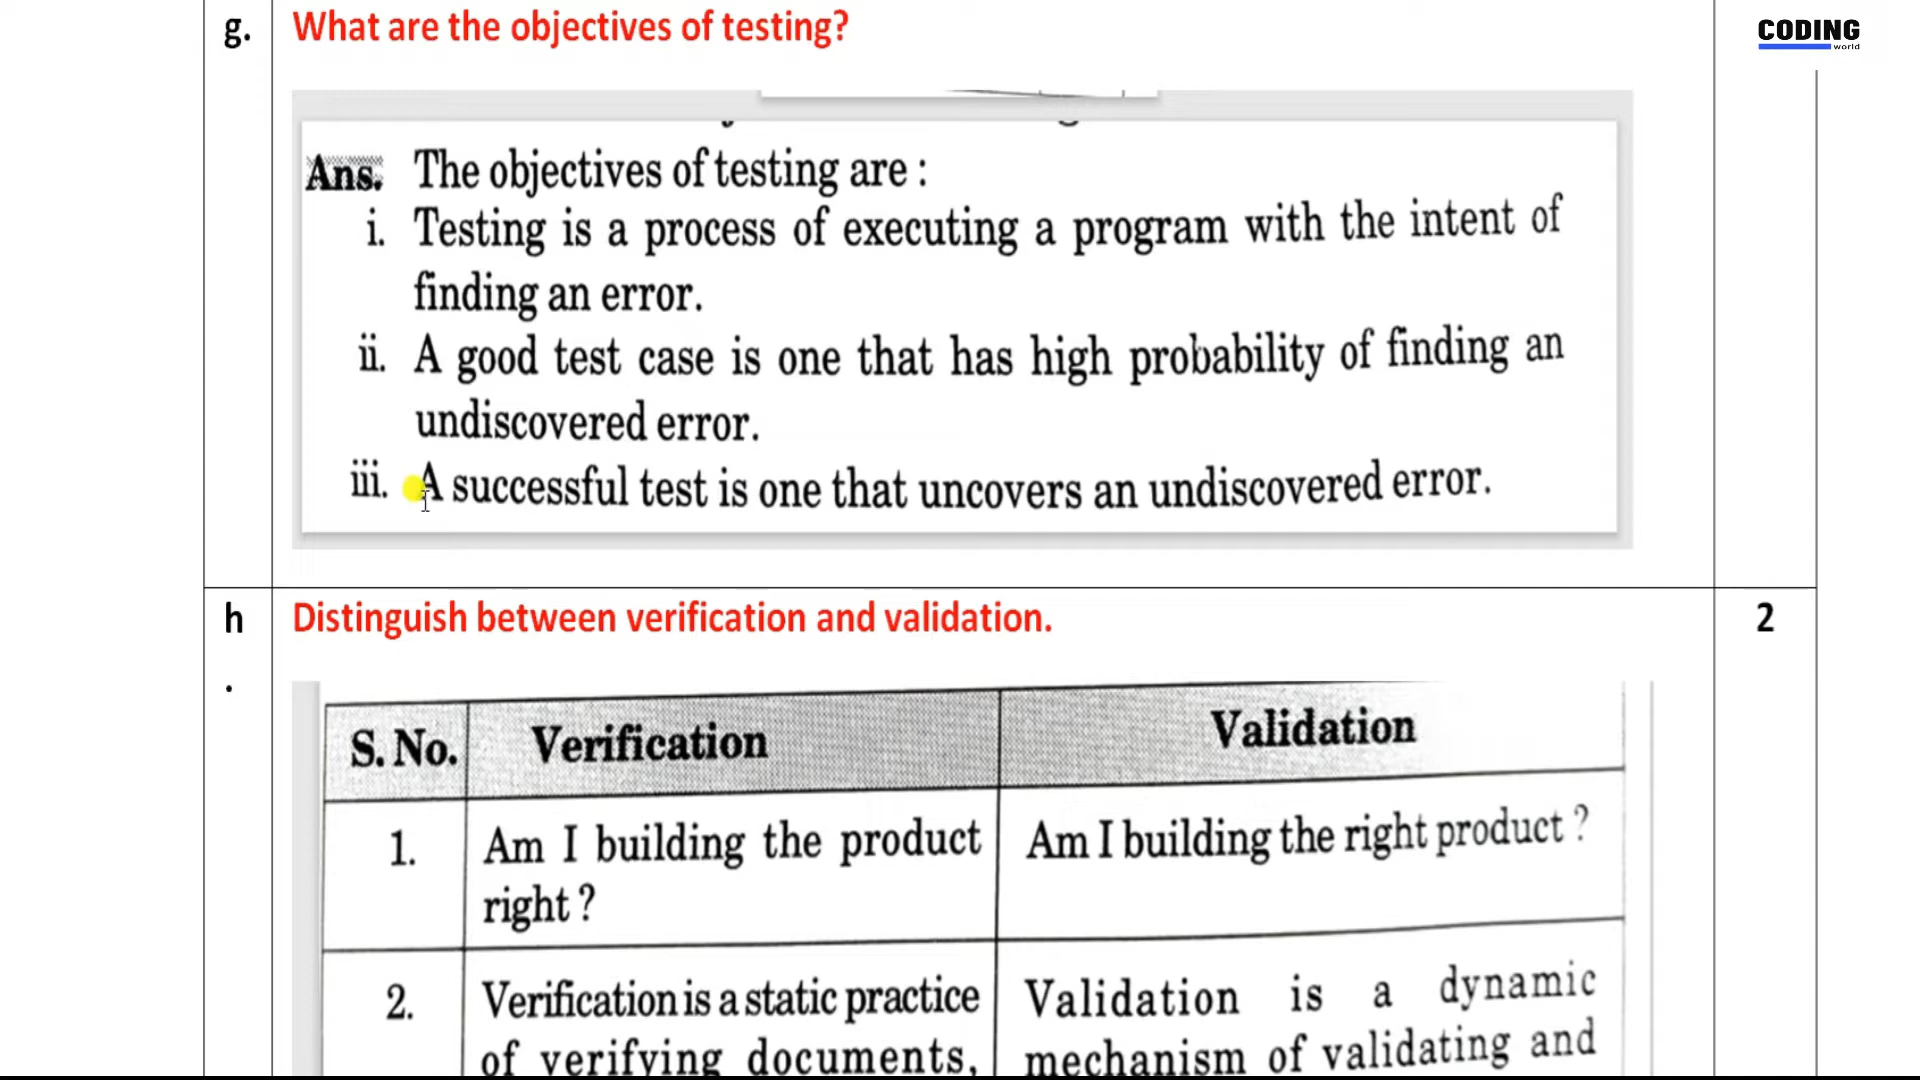 g. What are the objectives of testing?
CODING
world
Ans. The objectives of testing are :
i. Testing is a process of executing a program with the intent of
finding an error.
ii. A good test case is one that has high probability of finding an
undiscovered error.
iii. A successful test is one that uncovers an undiscovered error.
h Distinguish between verification and validation. 2
.
S. No. Verification Validation
1. Am I building the product Am I building the right product ?
right ?
2. Verification is a static practice Validation is a dynamic
of verifying documents, mechanism of validating and